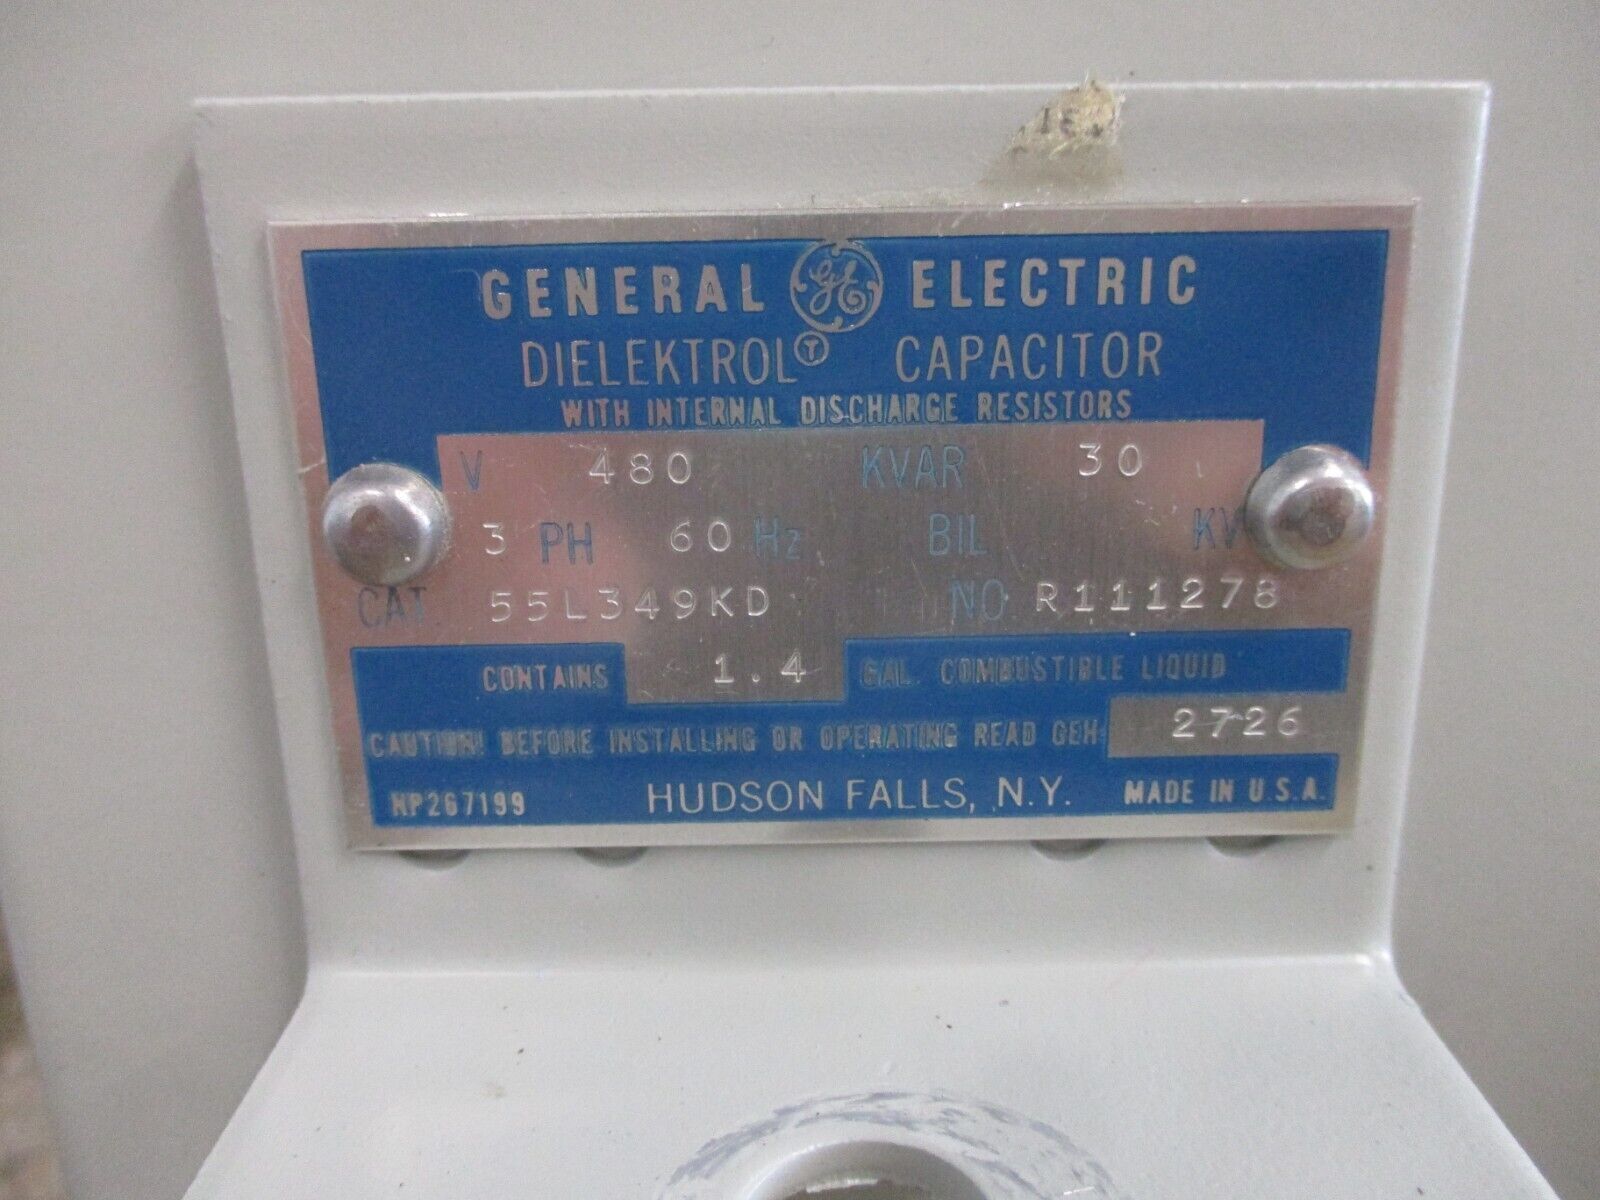 GENERAL GE ELECTRIC
DIELEKTROL Ⓣ CAPACITOR
WITH INTERNAL DISCHARGE RESISTORS
V 480 KVAR 30
3 PH 60 Hz BIL KV
CAT. 55L349KD NO R111278
CONTAINS 1.4 GAL. COMBUSTIBLE LIQUID
CAUTION! BEFORE INSTALLING OR OPERATING READ GEH- 2726
NP267199 HUDSON FALLS, N.Y. MADE IN U.S.A.